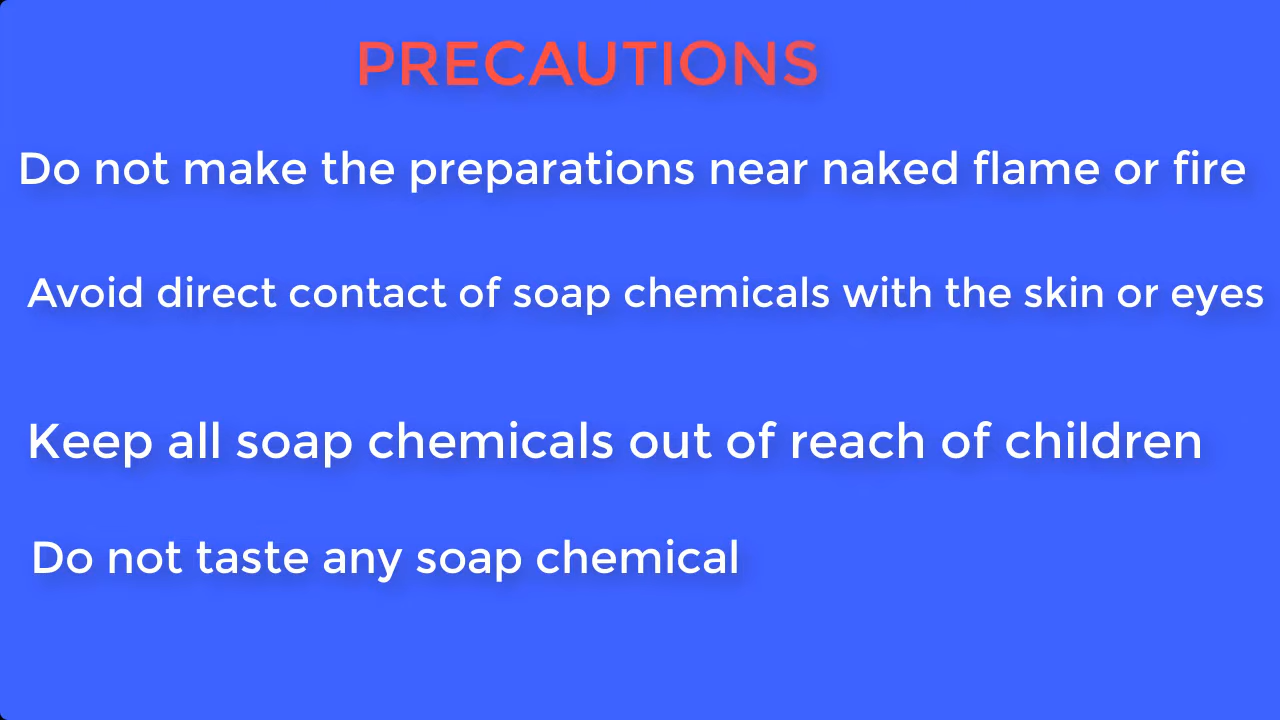 PRECAUTIONS
Do not make the preparations near naked flame or fire
Avoid direct contact of soap chemicals with the skin or eyes
Keep all soap chemicals out of reach of children
Do not taste any soap chemical